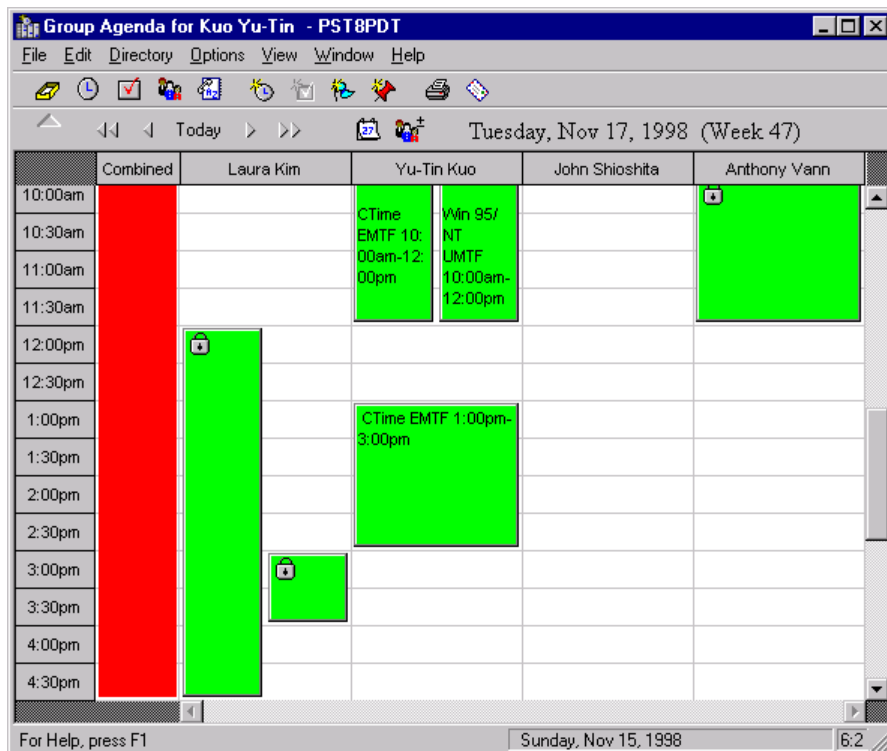 Group Agenda for Kuo Yu-Tin - PST8PDT
File Edit Directory Options View Window Help
Today
27
Tuesday, Nov 17, 1998 (Week 47)
Combined Laura Kim Yu-Tin Kuo John Shioshita Anthony Vann
10:00am
10:30am
11:00am
11:30am
12:00pm
12:30pm
1:00pm
1:30pm
2:00pm
2:30pm
3:00pm
3:30pm
4:00pm
4:30pm
CTime
EMTF 10:
00am-12:
00pm
Win 95/
NT
UMTF
10:00am-
12:00pm
CTime EMTF 1:00pm-
3:00pm
For Help, press F1
Sunday, Nov 15, 1998
6:2